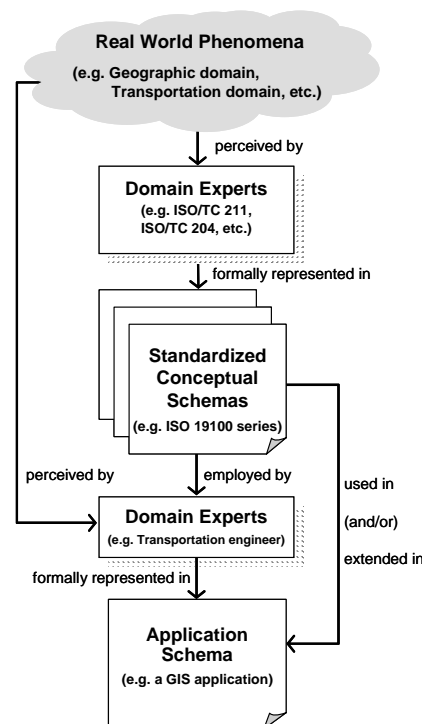 Real World Phenomena
(e.g. Geographic domain,
Transportation domain, etc.)
perceived by
Domain Experts
(e.g. ISO/TC 211,
ISO/TC 204, etc.)
formally represented in
Standardized
Conceptual
Schemas
(e.g. ISO 19100 series)
perceived by
employed by
used in
(and/or)
extended in
Domain Experts
(e.g. Transportation engineer)
formally represented in
Application
Schema
(e.g. a GIS application)